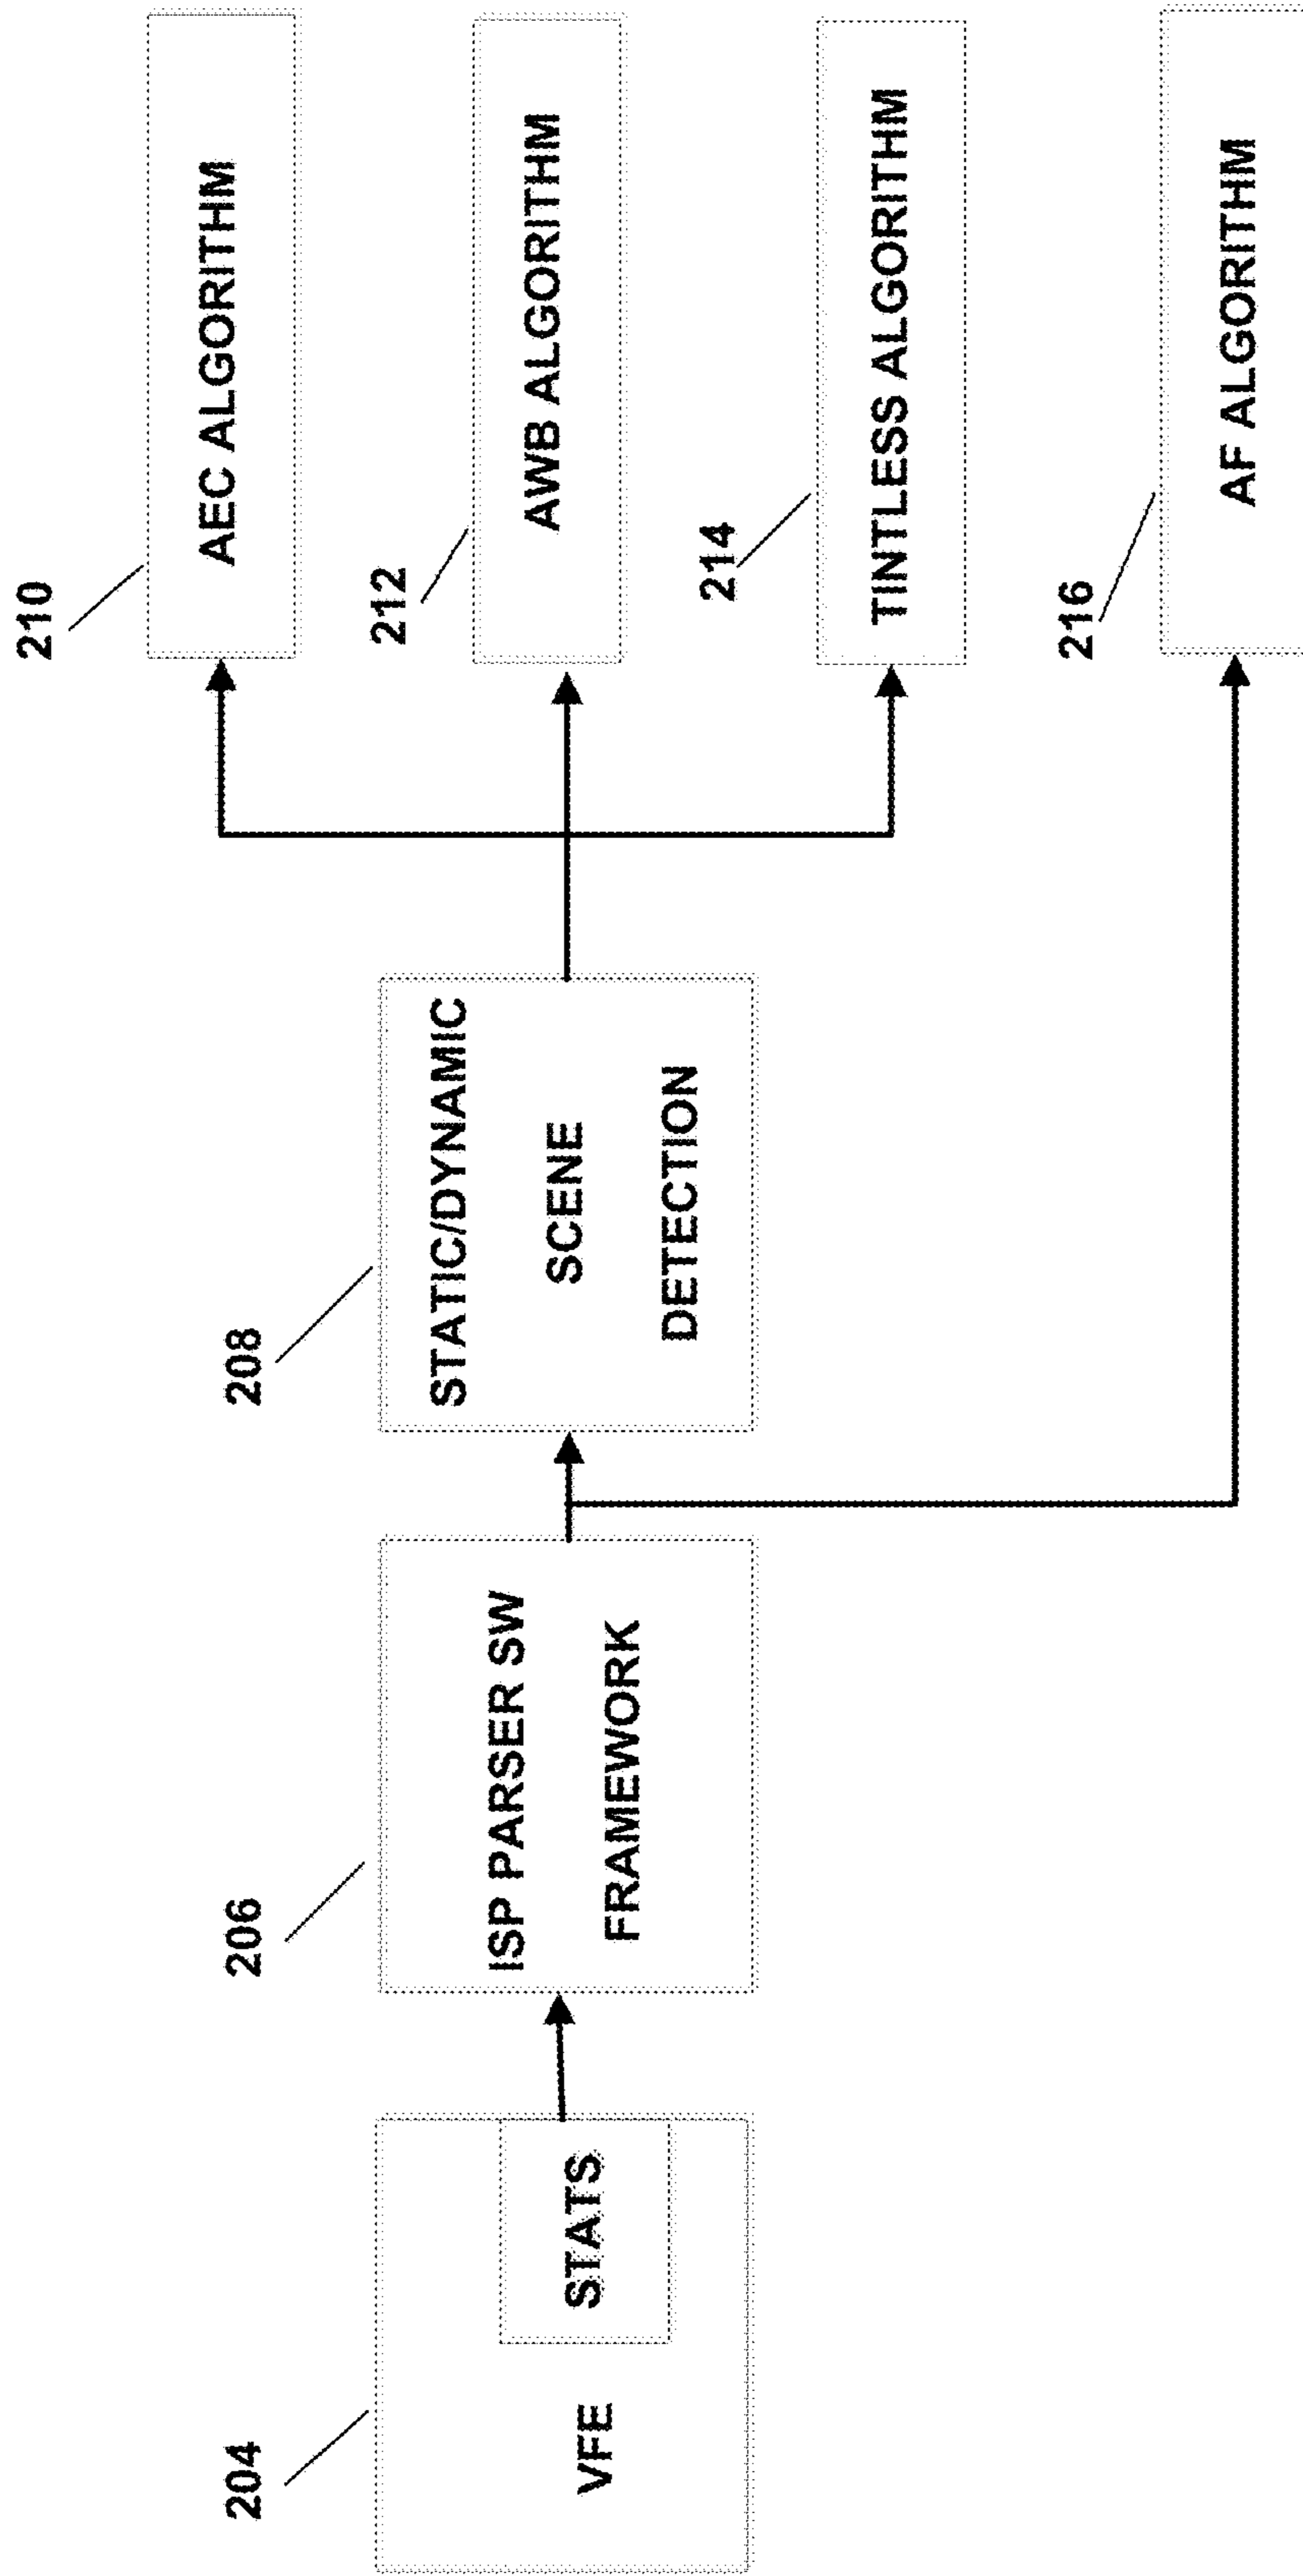 204
VFE
STATS
206
ISP PARSER SW
FRAMEWORK
208
STATIC/DYNAMIC
SCENE
DETECTION
210
AEC ALGORITHM
212
AWB ALGORITHM
214
TINTLESS ALGORITHM
216
AF ALGORITHM